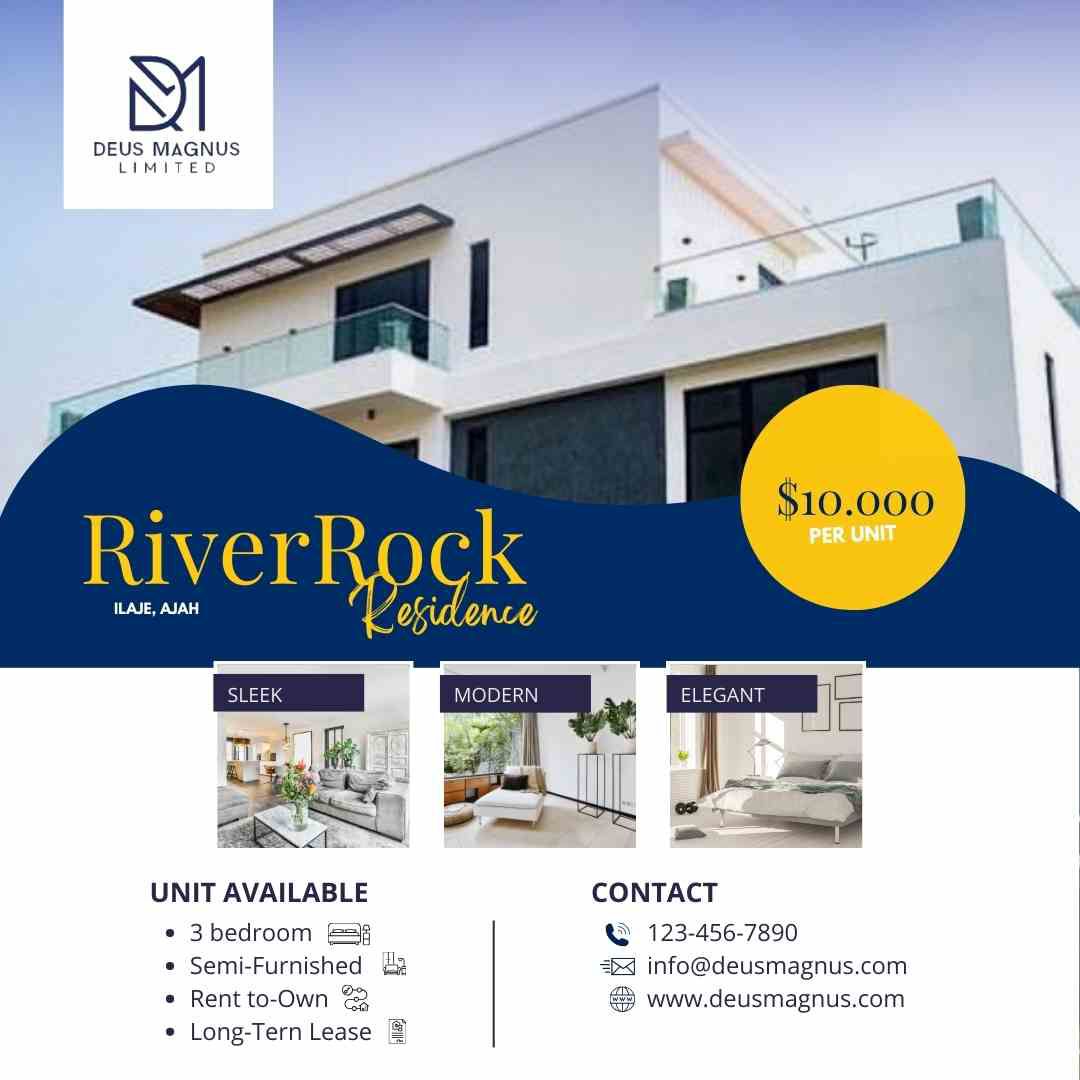 DEUS MAGNUS
LIMITED
RiverRock
Residence
ILAJE, AJAH
$10.000
PER UNIT
SLEEK
MODERN
ELEGANT
UNIT AVAILABLE
• 3 bedroom
• Semi-Furnished
• Rent to-Own
• Long-Tern Lease
CONTACT
123-456-7890
info@deusmagnus.com
www.deusmagnus.com